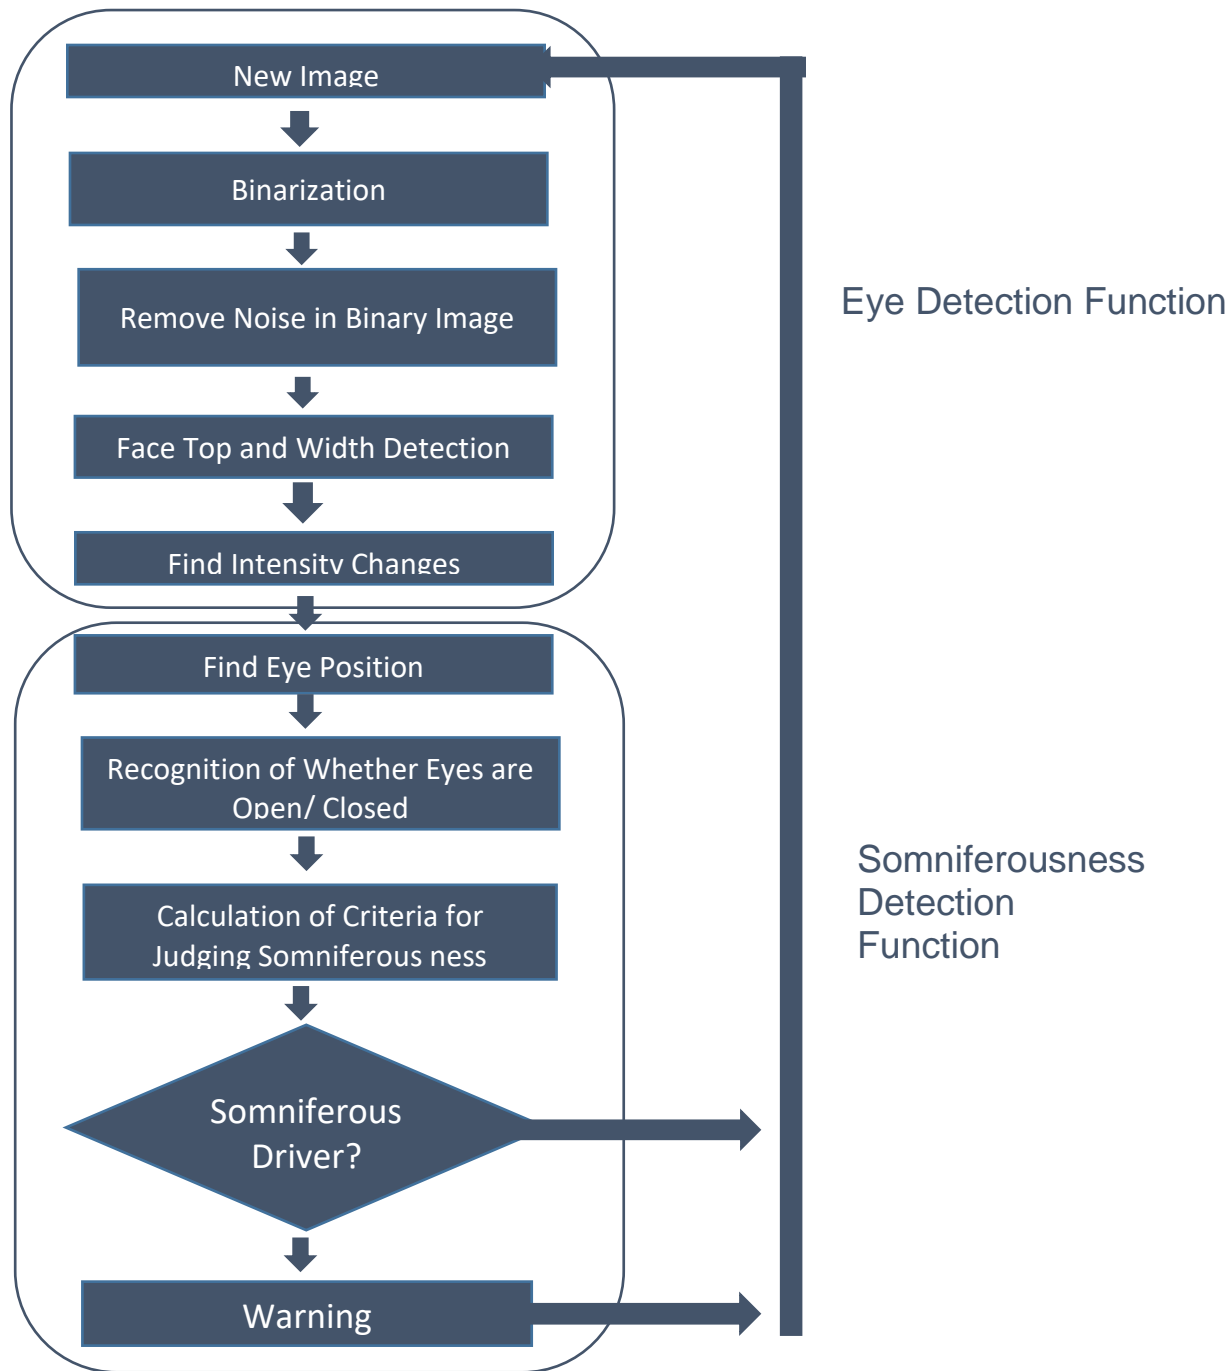 New Image
Binarization
Remove Noise in Binary Image
Eye Detection Function
Face Top and Width Detection
Find Intensity Changes
Find Eye Position
Recognition of Whether Eyes are
Open/ Closed
Somniferousness
Detection
Function
Calculation of Criteria for
Judging Somniferous ness
Somniferous
Driver?
Warning